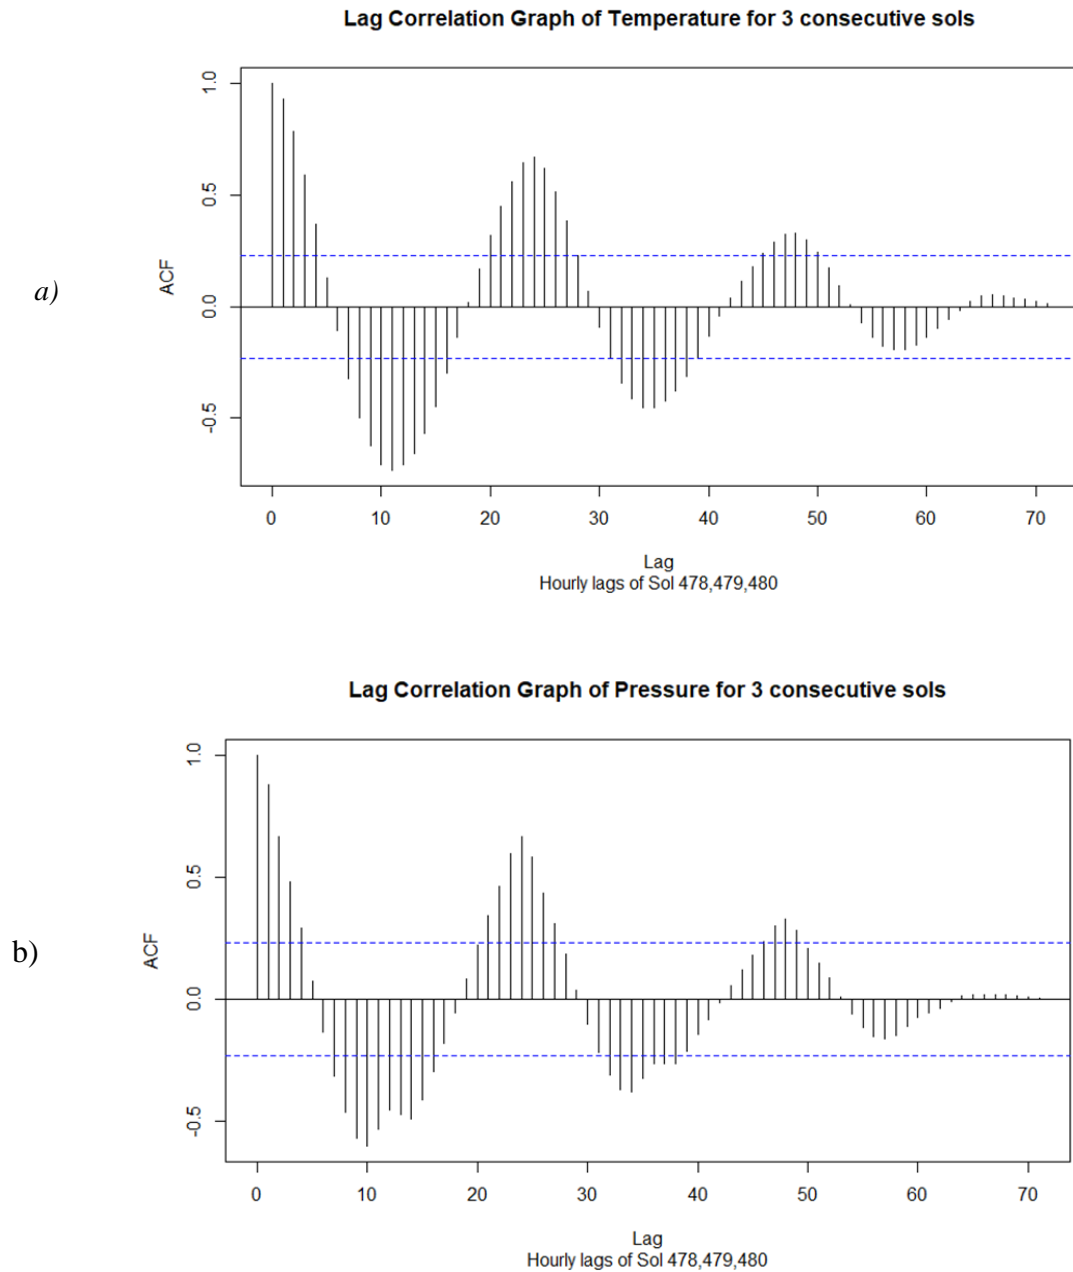 Lag Correlation Graph of Temperature for 3 consecutive sols
1.0
0.5
0.0
-0.5
ACF
a)
0 10 20 30 40 50 60 70
Lag
Hourly lags of Sol 478,479,480
Lag Correlation Graph of Pressure for 3 consecutive sols
1.0
0.5
0.0
-0.5
ACF
b)
0 10 20 30 40 50 60 70
Lag
Hourly lags of Sol 478,479,480